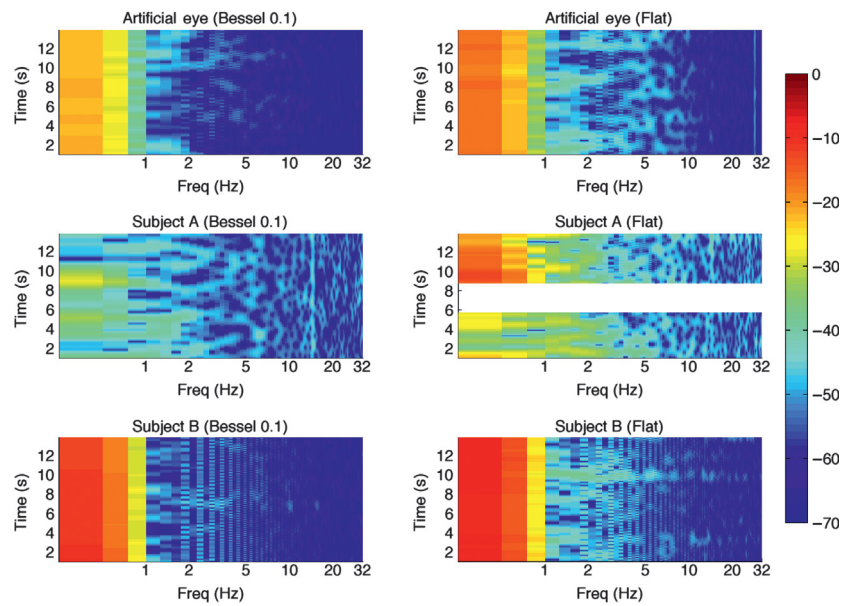 Artificial eye (Bessel 0.1)
Time (s)
12
10
8
6
4
2
1 2 5 10 20 32
Freq (Hz)
Artificial eye (Flat)
Time (s)
12
10
8
6
4
2
1 2 5 10 20 32
Freq (Hz)
Subject A (Bessel 0.1)
Time (s)
12
10
8
6
4
2
1 2 5 10 20 32
Freq (Hz)
Subject A (Flat)
Time (s)
12
10
8
6
4
2
1 2 5 10 20 32
Freq (Hz)
Subject B (Bessel 0.1)
Time (s)
12
10
8
6
4
2
1 2 5 10 20 32
Freq (Hz)
Subject B (Flat)
Time (s)
12
10
8
6
4
2
1 2 5 10 20 32
Freq (Hz)
0
−10
−20
−30
−40
−50
−60
−70